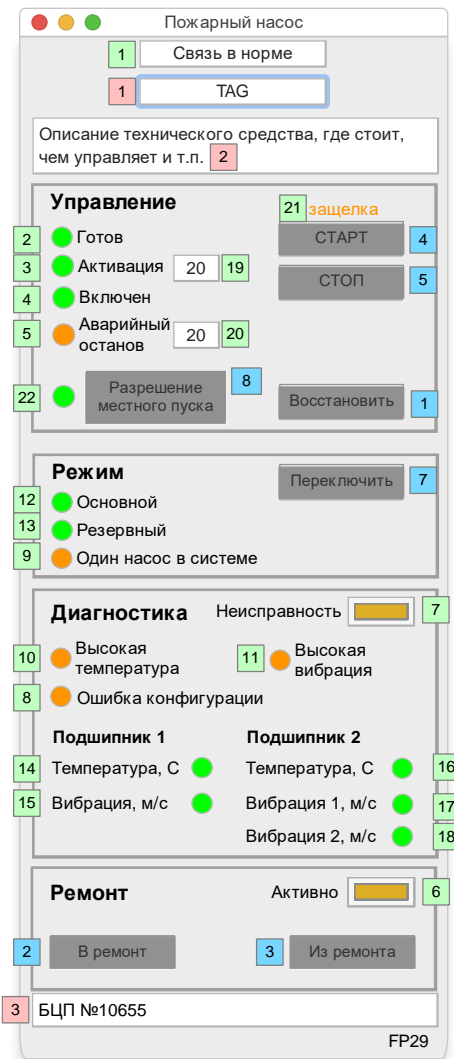 Пожарный насос
1 Связь в норме
1 TAG
Описание технического средства, где стоит,
чем управляет и т.п. 2
Управление
21 защелка
2 Готов
СТАРТ 4
3 Активация 20 19
СТОП 5
4 Включен
5 Аварийный
останов 20 20
22 Разрешение
местного пуска 8
Восстановить 1
Режим
Переключить 7
12 Основной
13 Резервный
9 Один насос в системе
Диагностика
Неисправность 7
10 Высокая
температура
11 Высокая
вибрация
8 Ошибка конфигурации
Подшипник 1
Подшипник 2
14 Температура, С
Температура, С 16
15 Вибрация, м/с
Вибрация 1, м/с 17
Вибрация 2, м/с 18
Ремонт
Активно 6
2 В ремонт
3 Из ремонта
3 БЦП №10655
FP29